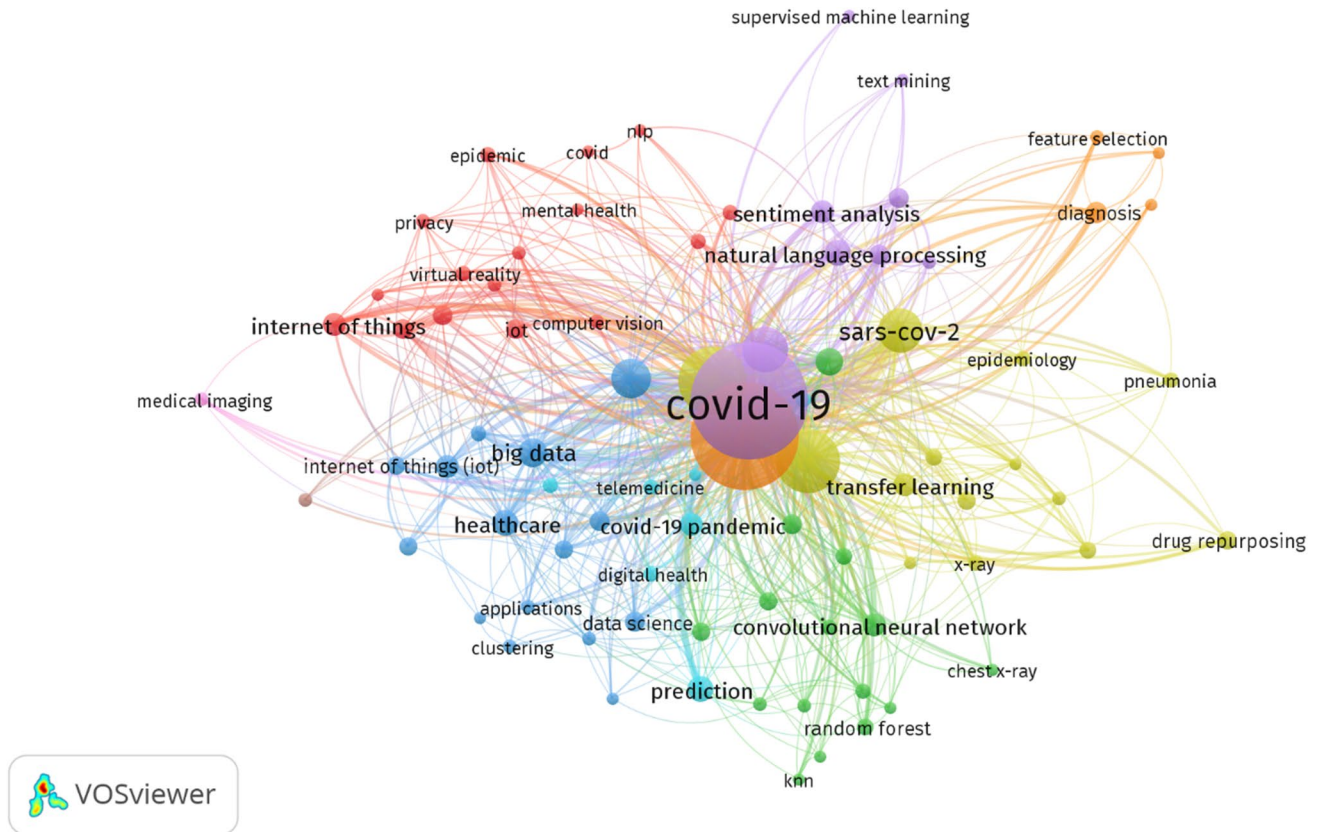 supervised machine learning
text mining
nlp
feature selection
epidemic
covid
mental health
sentiment analysis
diagnosis
privacy
natural language processing
virtual reality
internet of things
iot
computer vision
sars-cov-2
epidemiology
pneumonia
medical imaging
covid-19
big data
internet of things (iot)
telemedicine
transfer learning
healthcare
covid-19 pandemic
drug repurposing
x-ray
digital health
applications
data science
convolutional neural network
clustering
chest x-ray
prediction
random forest
knn
VOSviewer